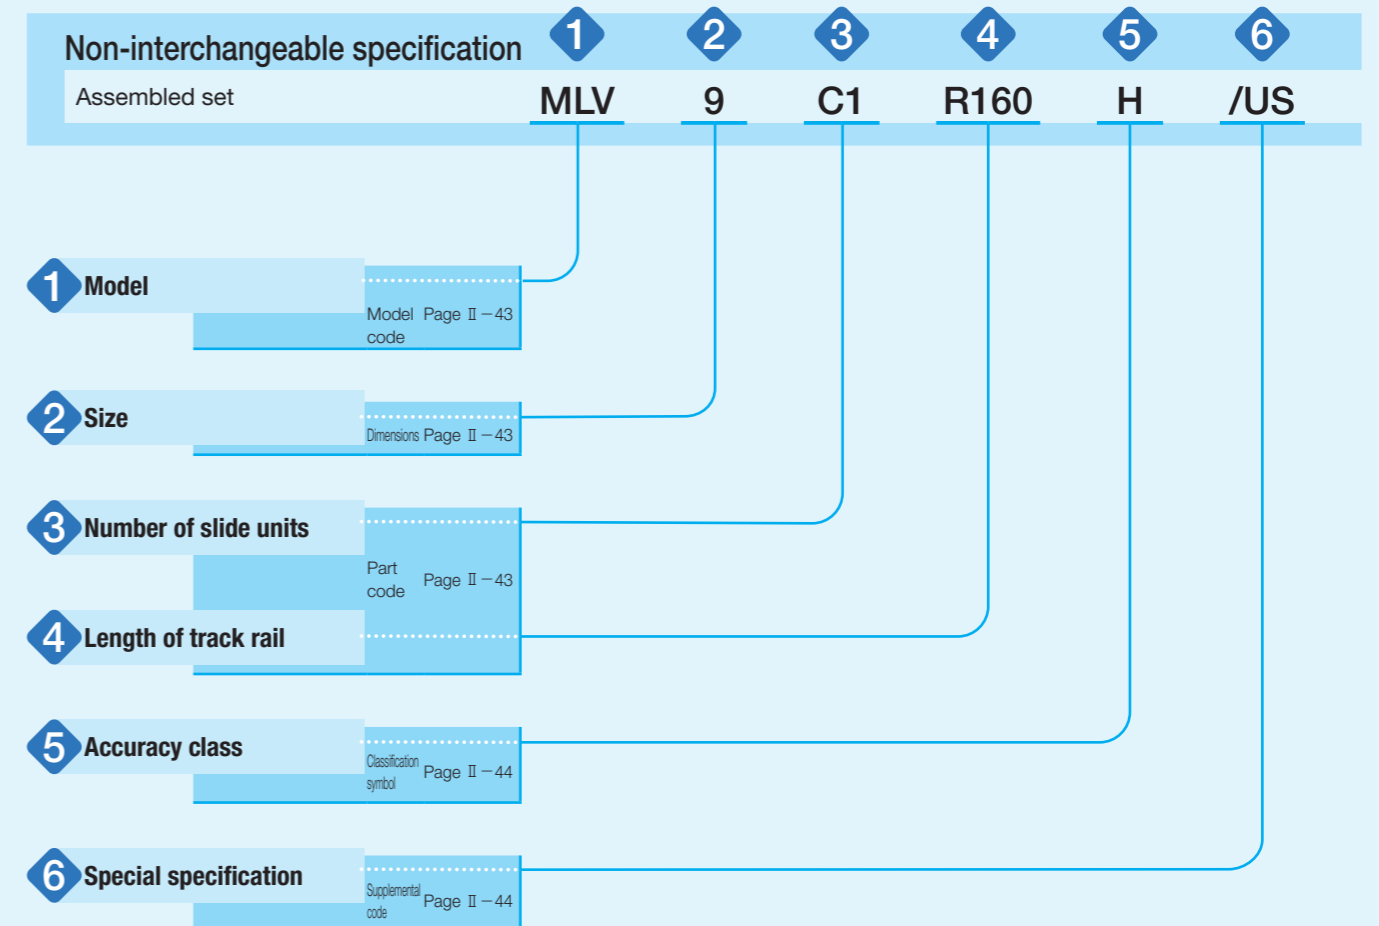 1 2 3 4 5 6
Non-interchangeable specification
Assembled set MLV 9 C1 R160 H /US
1 Model
Model code Page Ⅱ－43
2 Size
Dimensions Page Ⅱ－43
3 Number of slide units
Part code Page Ⅱ－43
4 Length of track rail
5 Accuracy class
Classification symbol Page Ⅱ－44
6 Special specification
Supplemental code Page Ⅱ－44